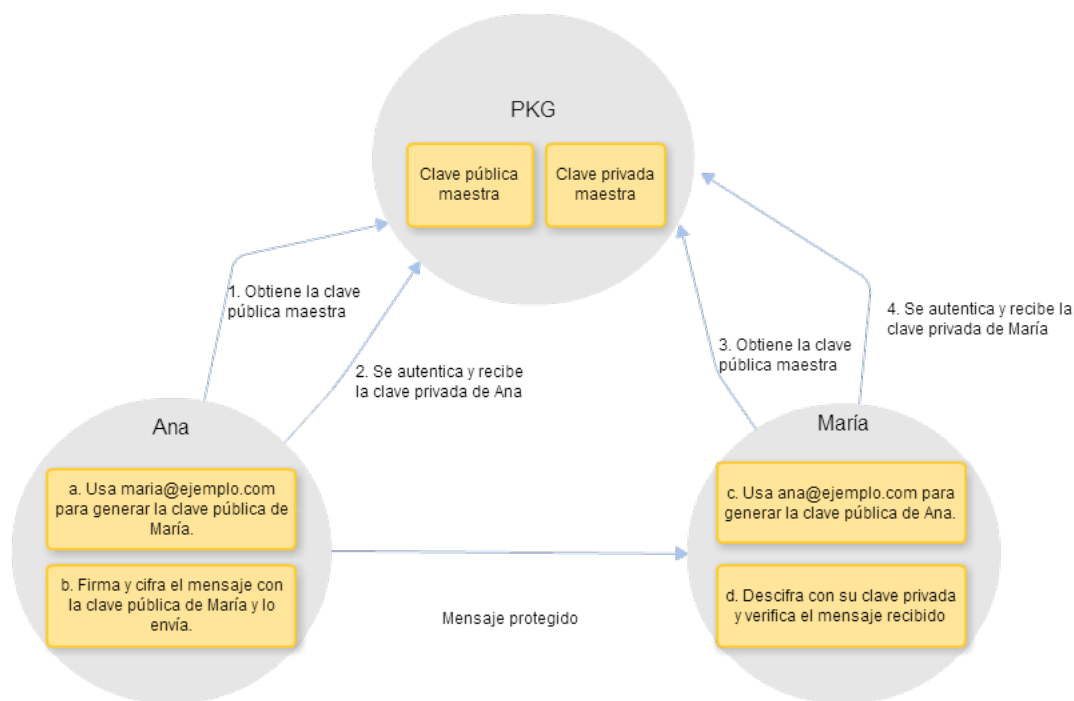 PKG
Clave pública
maestra
Clave privada
maestra
1. Obtiene la clave
pública maestra
2. Se autentica y recibe
la clave privada de Ana
3. Obtiene la clave
pública maestra
4. Se autentica y recibe la
clave privada de María
Ana
a. Usa maria@ejemplo.com
para generar la clave pública de
María.
b. Firma y cifra el mensaje con
la clave pública de María y lo
envía.
Mensaje protegido
María
c. Usa ana@ejemplo.com para
generar la clave pública de Ana.
d. Descifra con su clave privada
y verifica el mensaje recibido